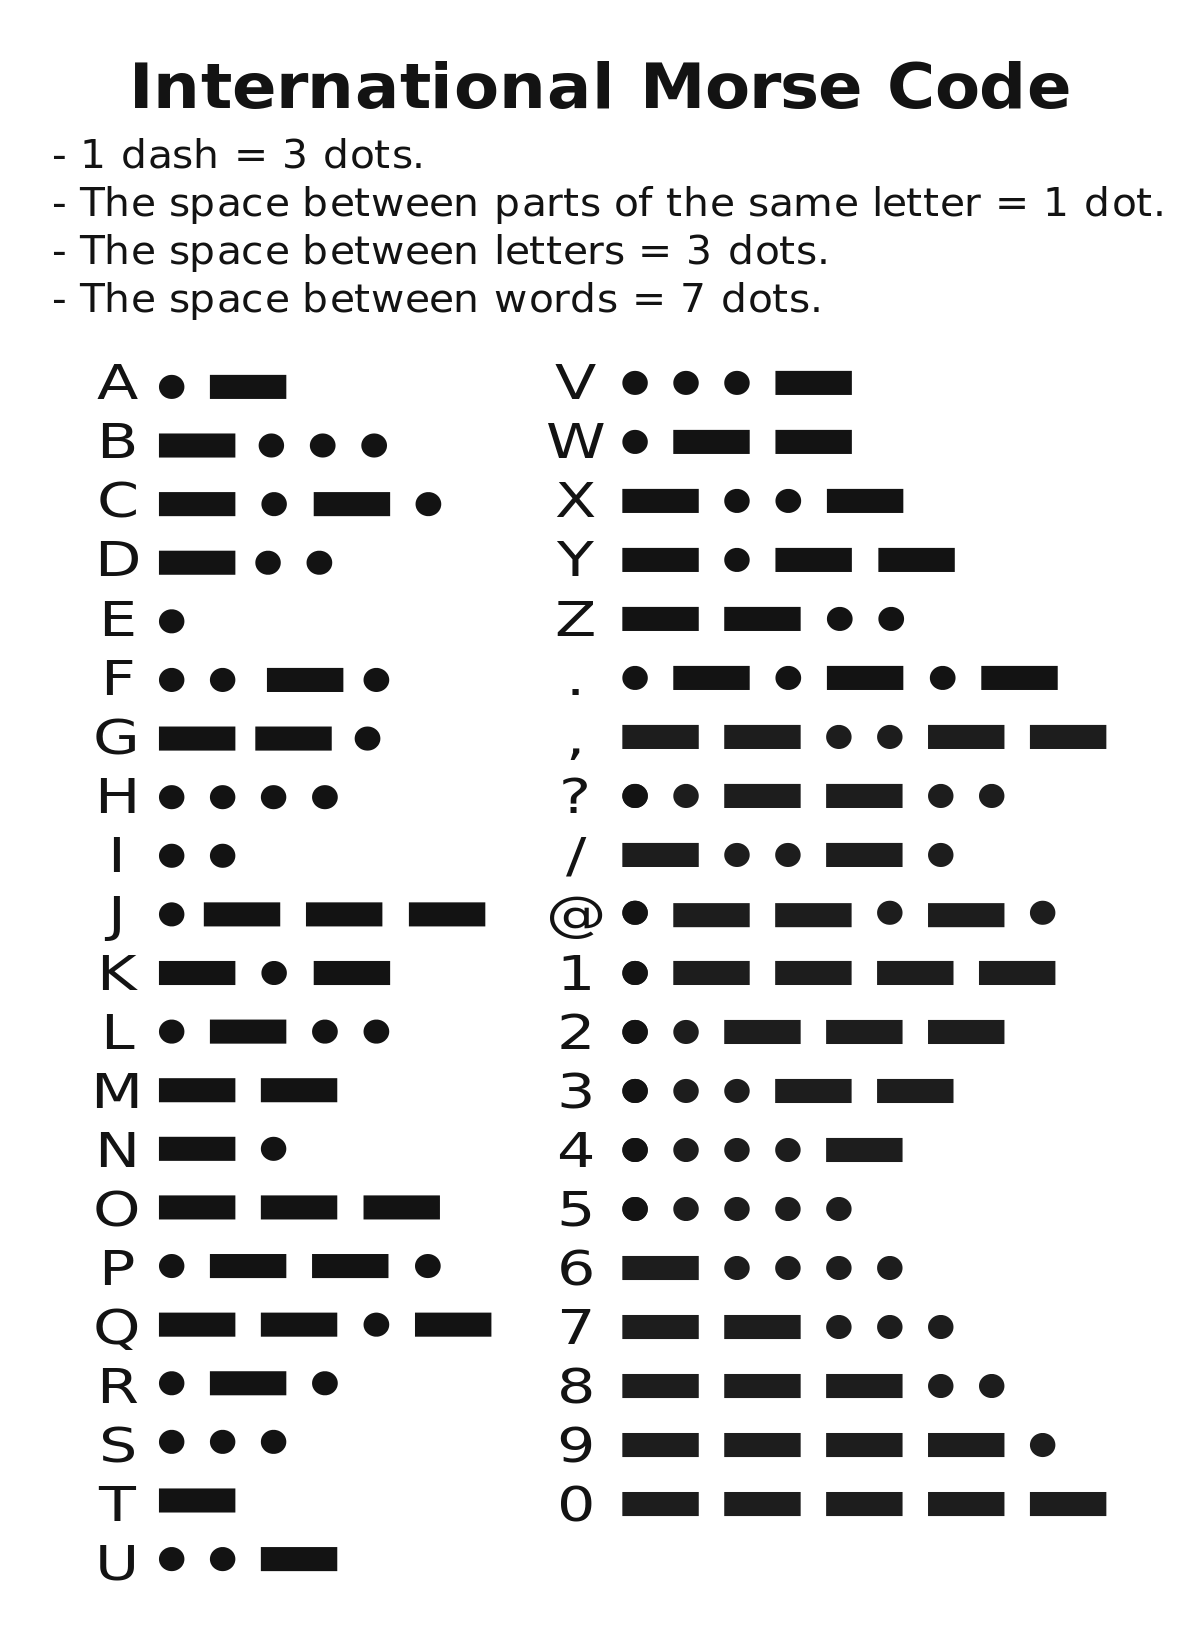 International Morse Code
- 1 dash = 3 dots.
- The space between parts of the same letter = 1 dot.
- The space between letters = 3 dots.
- The space between words = 7 dots.
A ● ▬
B ▬ ● ● ●
C ▬ ● ▬ ●
D ▬ ● ●
E ●
F ● ● ▬ ●
G ▬ ▬ ●
H ● ● ● ●
I ● ●
J ● ▬ ▬ ▬
K ▬ ● ▬
L ● ▬ ● ●
M ▬ ▬
N ▬ ●
O ▬ ▬ ▬
P ● ▬ ▬ ●
Q ▬ ▬ ● ▬
R ● ▬ ●
S ● ● ●
T ▬
U ● ● ▬
V ● ● ● ▬
W ● ▬ ▬
X ▬ ● ● ▬
Y ▬ ● ▬ ▬
Z ▬ ▬ ● ●
. ● ▬ ● ▬ ● ▬
, ▬ ▬ ● ● ▬ ▬
? ● ● ▬ ▬ ● ●
/ ▬ ● ● ▬ ●
@ ● ▬ ▬ ● ▬ ●
1 ● ▬ ▬ ▬ ▬
2 ● ● ▬ ▬ ▬
3 ● ● ● ▬ ▬
4 ● ● ● ● ▬
5 ● ● ● ● ●
6 ▬ ● ● ● ●
7 ▬ ▬ ● ● ●
8 ▬ ▬ ▬ ● ●
9 ▬ ▬ ▬ ▬ ●
0 ▬ ▬ ▬ ▬ ▬